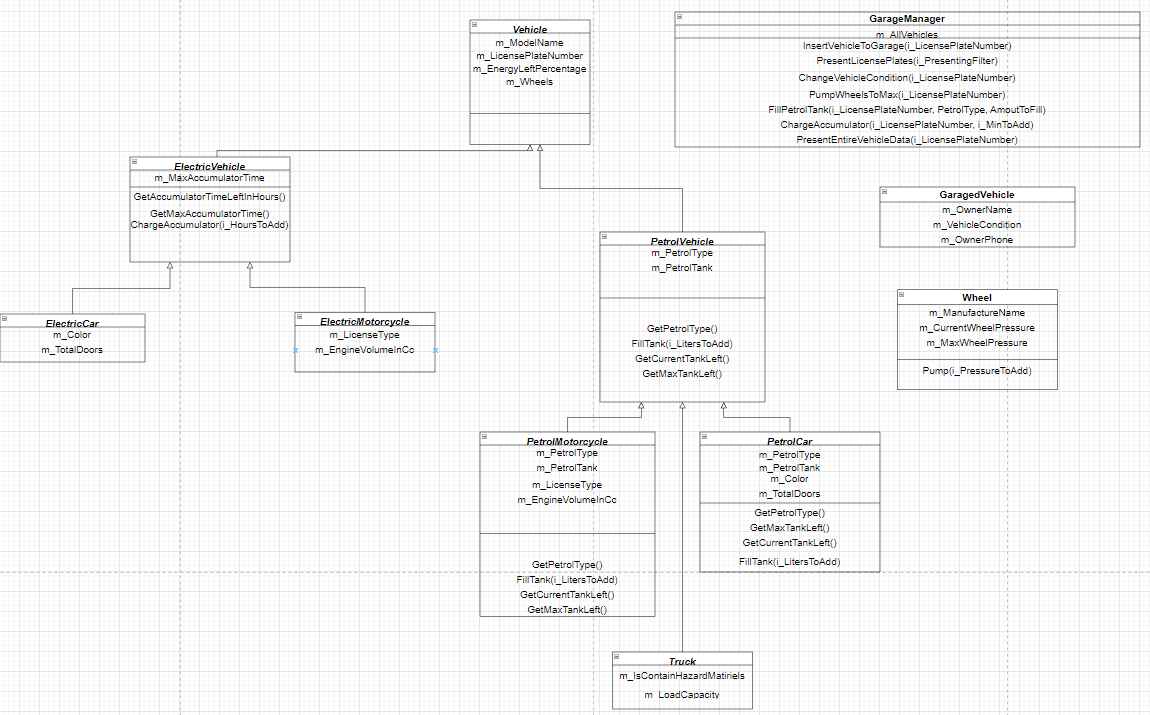 Vehicle
m_ModelName
m_LicensePlateNumber
m_EnergyLeftPercentage
m_Wheels
GarageManager
m_AllVehicles
InsertVehicleToGarage(i_LicensePlateNumber)
PresentLicensePlates(i_PresentingFilter)
ChangeVehicleCondition(i_LicensePlateNumber)
PumpWheelsToMax(i_LicensePlateNumber)
FillPetrolTank(i_LicensePlateNumber, PetrolType, AmoutToFill)
ChargeAccumulator(i_LicensePlateNumber, i_MinToAdd)
PresentEntireVehicleData(i_LicensePlateNumber)
ElectricVehicle
m_MaxAccumulatorTime
GetAccumulatorTimeLeftInHours()
GetMaxAccumulatorTime()
ChargeAccumulator(i_HoursToAdd)
GaragedVehicle
m_OwnerName
m_VehicleCondition
m_OwnerPhone
PetrolVehicle
m_PetrolType
m_PetrolTank
GetPetrolType()
FillTank(i_LitersToAdd)
GetCurrentTankLeft()
GetMaxTankLeft()
Wheel
m_ManufactureName
m_CurrentWheelPressure
m_MaxWheelPressure
Pump(i_PressureToAdd)
ElectricCar
m_Color
m_TotalDoors
ElectricMotorcycle
m_LicenseType
m_EngineVolumeInCc
PetrolMotorcycle
m_PetrolType
m_PetrolTank
m_LicenseType
m_EngineVolumeInCc
GetPetrolType()
FillTank(i_LitersToAdd)
GetCurrentTankLeft()
GetMaxTankLeft()
PetrolCar
m_PetrolType
m_PetrolTank
m_Color
m_TotalDoors
GetPetrolType()
GetMaxTankLeft()
GetCurrentTankLeft()
FillTank(i_LitersToAdd)
Truck
m_IsContainHazardMatiriels
m_LoadCapacity